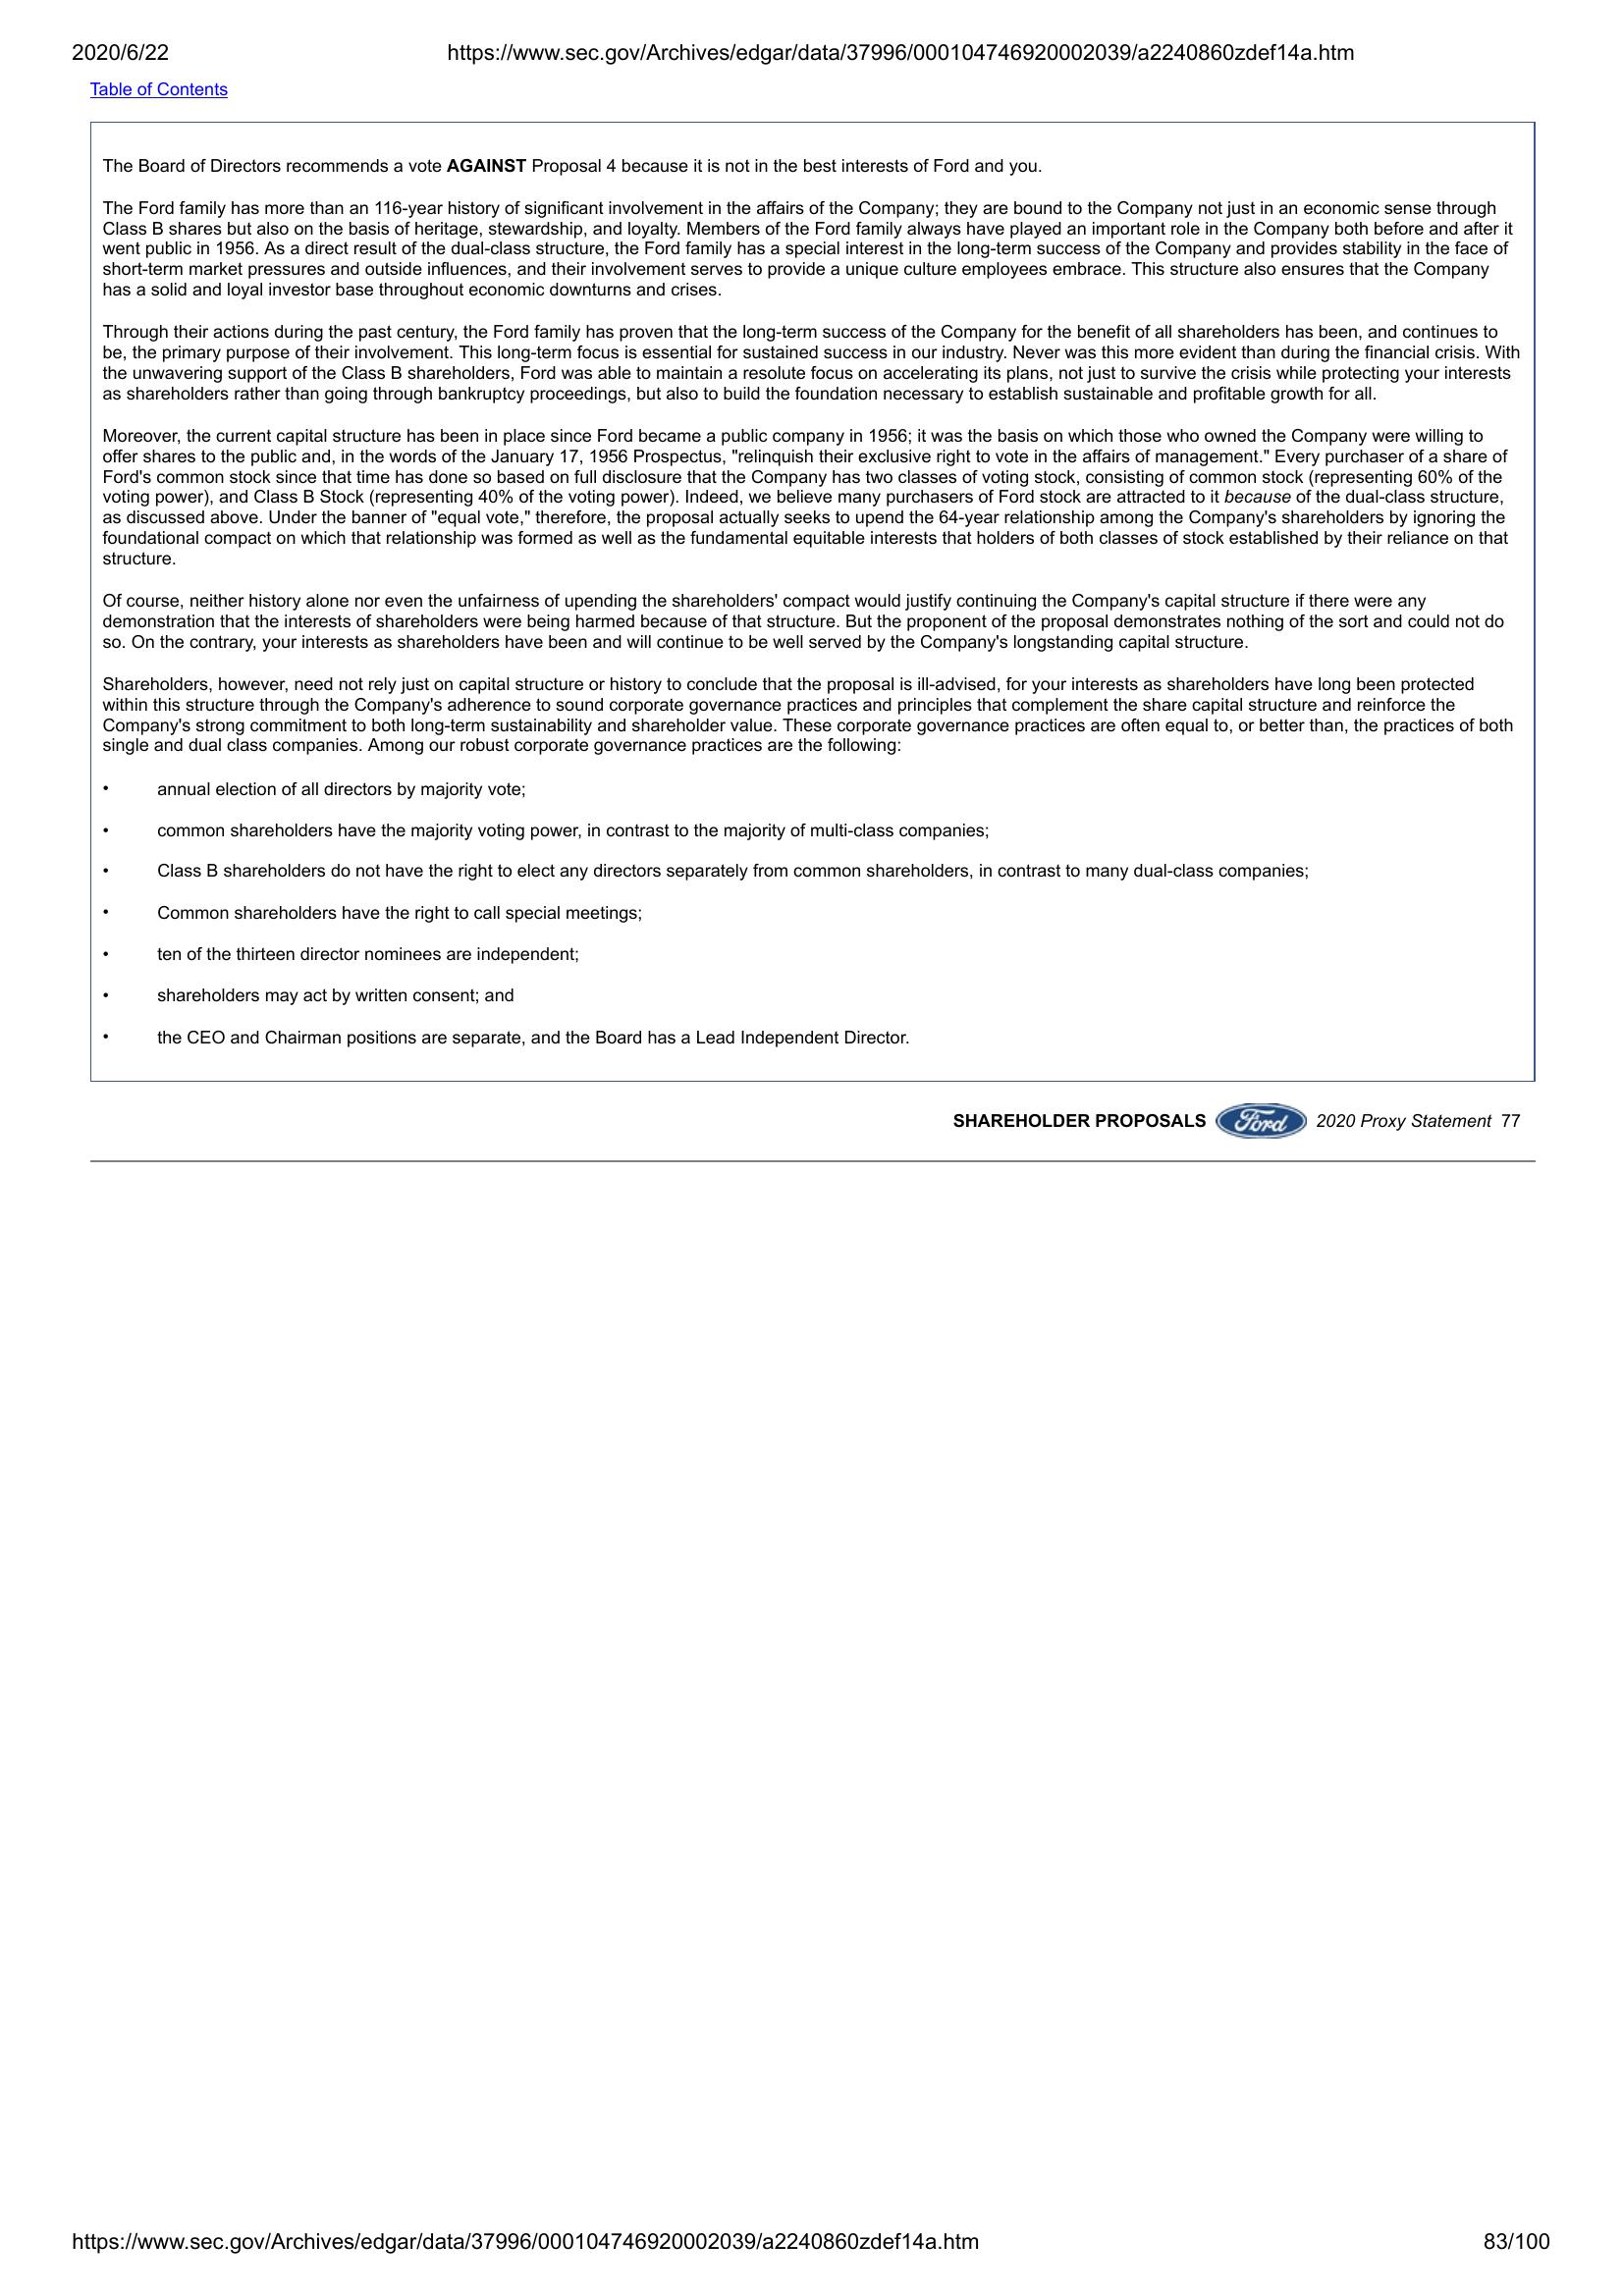 2020/6/22 https://www.sec.gov/Archives/edgar/data/37996/000104746920002039/a2240860zdef14a.htm
Table of Contents
The Board of Directors recommends a vote AGAINST Proposal 4 because it is not in the best interests of Ford and you.
The Ford family has more than an 116-year history of significant involvement in the affairs of the Company; they are bound to the Company not just in an economic sense through
Class B shares but also on the basis of heritage, stewardship, and loyalty. Members of the Ford family always have played an important role in the Company both before and after it
went public in 1956. As a direct result of the dual-class structure, the Ford family has a special interest in the long-term success of the Company and provides stability in the face of
short-term market pressures and outside influences, and their involvement serves to provide a unique culture employees embrace. This structure also ensures that the Company
has a solid and loyal investor base throughout economic downturns and crises.
Through their actions during the past century, the Ford family has proven that the long-term success of the Company for the benefit of all shareholders has been, and continues to
be, the primary purpose of their involvement. This long-term focus is essential for sustained success in our industry. Never was this more evident than during the financial crisis. With
the unwavering support of the Class B shareholders, Ford was able to maintain a resolute focus on accelerating its plans, not just to survive the crisis while protecting your interests
as shareholders rather than going through bankruptcy proceedings, but also to build the foundation necessary to establish sustainable and profitable growth for all.
Moreover, the current capital structure has been in place since Ford became a public company in 1956; it was the basis on which those who owned the Company were willing to
offer shares to the public and, in the words of the January 17, 1956 Prospectus, "relinquish their exclusive right to vote in the affairs of management." Every purchaser of a share of
Ford's common stock since that time has done so based on full disclosure that the Company has two classes of voting stock, consisting of common stock (representing 60% of the
voting power), and Class B Stock (representing 40% of the voting power). Indeed, we believe many purchasers of Ford stock are attracted to it because of the dual-class structure,
as discussed above. Under the banner of "equal vote," therefore, the proposal actually seeks to upend the 64-year relationship among the Company's shareholders by ignoring the
foundational compact on which that relationship was formed as well as the fundamental equitable interests that holders of both classes of stock established by their reliance on that
structure.
Of course, neither history alone nor even the unfairness of upending the shareholders' compact would justify continuing the Company's capital structure if there were any
demonstration that the interests of shareholders were being harmed because of that structure. But the proponent of the proposal demonstrates nothing of the sort and could not do
so. On the contrary, your interests as shareholders have been and will continue to be well served by the Company's longstanding capital structure.
Shareholders, however, need not rely just on capital structure or history to conclude that the proposal is ill-advised, for your interests as shareholders have long been protected
within this structure through the Company's adherence to sound corporate governance practices and principles that complement the share capital structure and reinforce the
Company's strong commitment to both long-term sustainability and shareholder value. These corporate governance practices are often equal to, or better than, the practices of both
single and dual class companies. Among our robust corporate governance practices are the following:
• annual election of all directors by majority vote;
• common shareholders have the majority voting power, in contrast to the majority of multi-class companies;
• Class B shareholders do not have the right to elect any directors separately from common shareholders, in contrast to many dual-class companies;
• Common shareholders have the right to call special meetings;
• ten of the thirteen director nominees are independent;
• shareholders may act by written consent; and
• the CEO and Chairman positions are separate, and the Board has a Lead Independent Director.
SHAREHOLDER PROPOSALS Ford 2020 Proxy Statement 77
https://www.sec.gov/Archives/edgar/data/37996/000104746920002039/a2240860zdef14a.htm 83/100